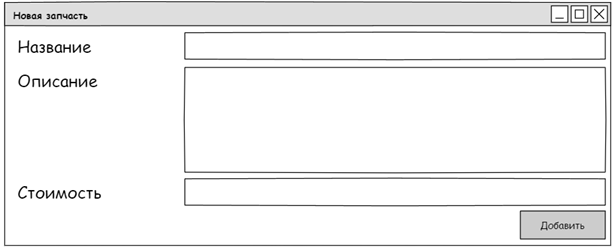 Новая запчасть
Название
Описание
Стоимость
Добавить